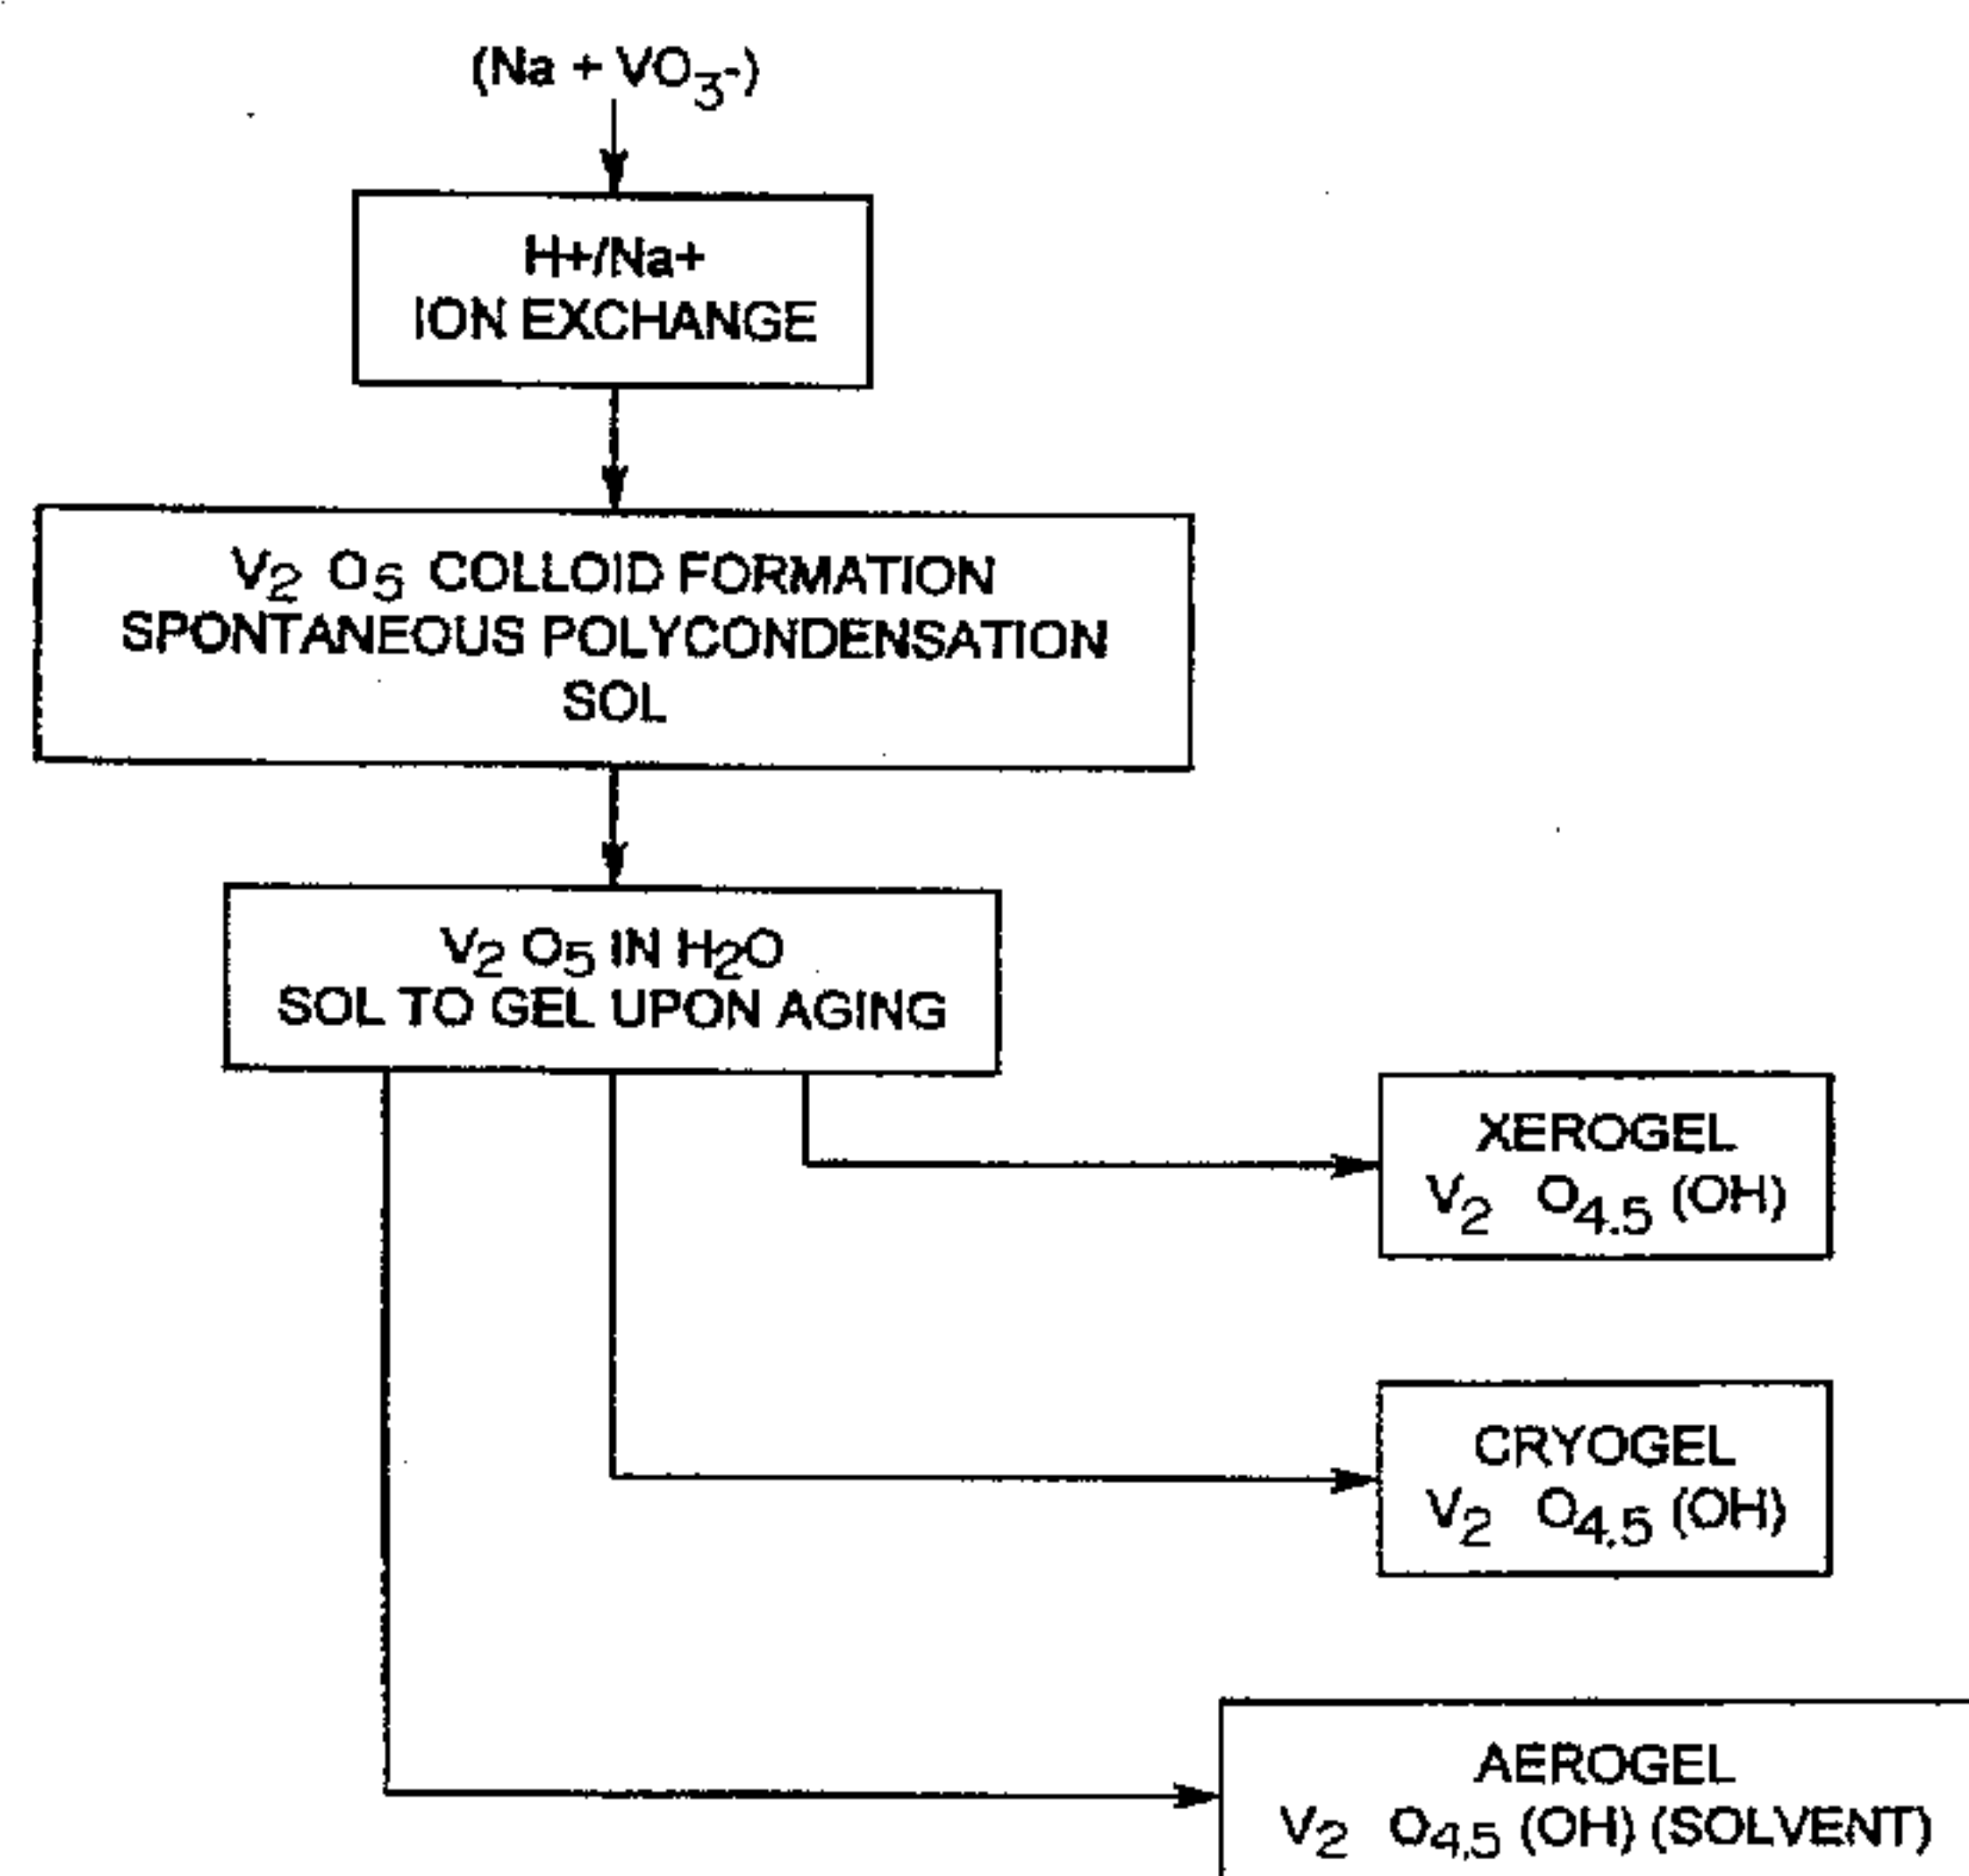 (Na + VO₃-)
H+/Na+
ION EXCHANGE
V₂ O₅ COLLOID FORMATION
SPONTANEOUS POLYCONDENSATION
SOL
V₂ O₅ IN H₂O
SOL TO GEL UPON AGING
XEROGEL
V₂ O₄.₅ (OH)
CRYOGEL
V₂ O₄.₅ (OH)
AEROGEL
V₂ O₄.₅ (OH) (SOLVENT)